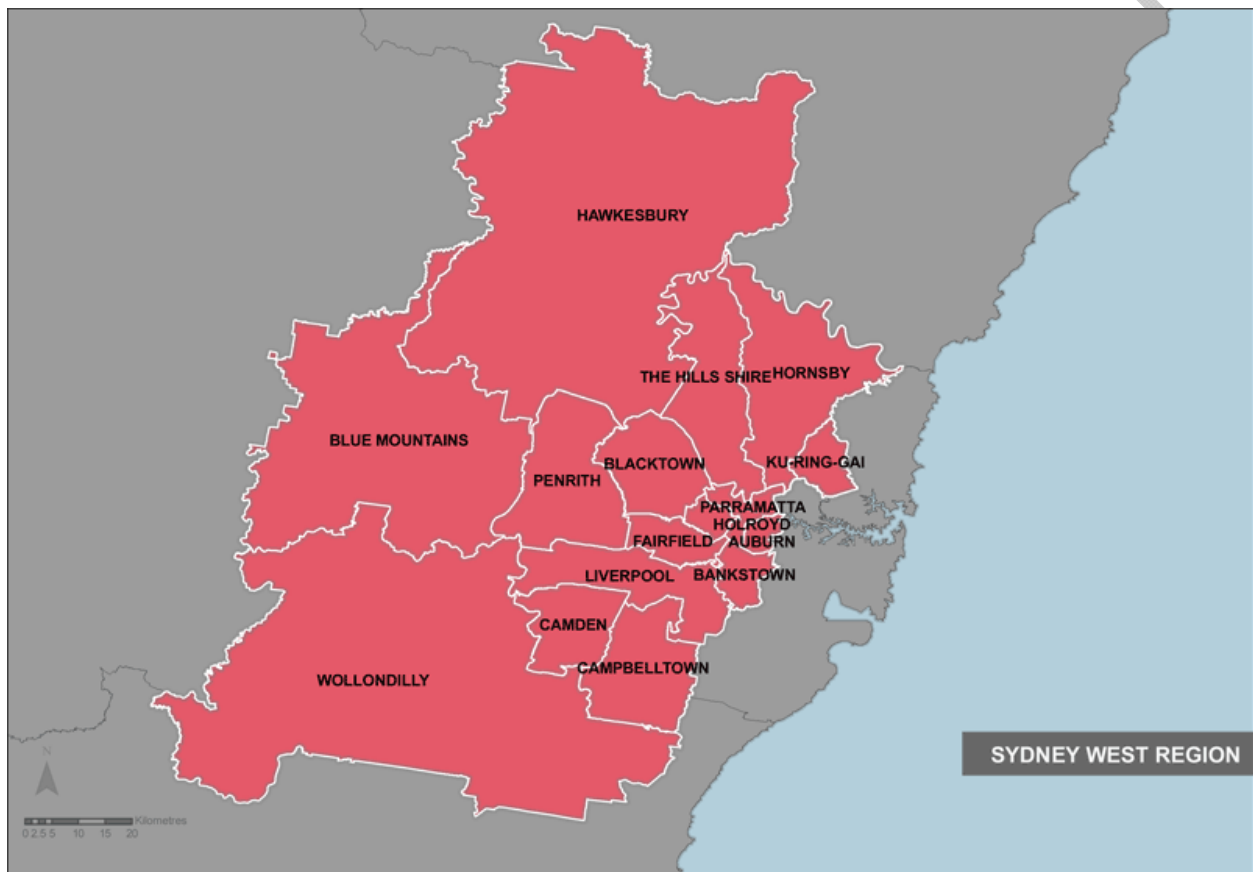 HAWKESBURY
THE HILLS SHIRE
HORNSBY
BLUE MOUNTAINS
BLACKTOWN
KU-RING-GAI
PENRITH
PARRAMATTA
HOLROYD
FAIRFIELD
AUBURN
LIVERPOOL
BANKSTOWN
CAMDEN
CAMPBELLTOWN
WOLLONDILLY
N
SYDNEY WEST REGION
Kilometres
0 2.5 5 10 15 20